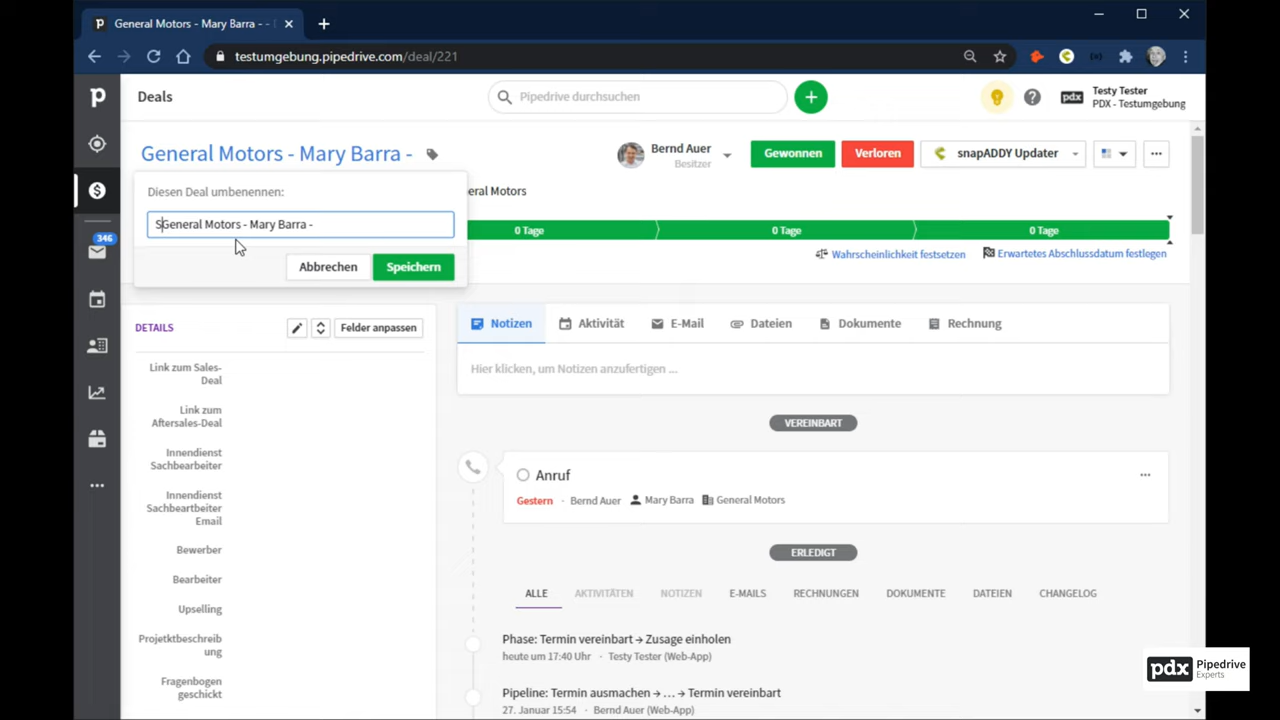 General Motors - Mary Barra - -
testumgebung.pipedrive.com/deal/221
Deals
Pipedrive durchsuchen
pdx
Testy Tester
PDX - Testumgebung
General Motors - Mary Barra -
Bernd Auer
Besitzer
Gewonnen
Verloren
snapADDY Updater
Diesen Deal umbenennen:
eral Motors
SGeneral Motors - Mary Barra -
0 Tage
0 Tage
0 Tage
346
Wahrscheinlichkeit festsetzen
Erwartetes Abschlussdatum festlegen
Abbrechen
Speichern
DETAILS
Felder anpassen
Notizen
Aktivität
E-Mail
Dateien
Dokumente
Rechnung
Link zum Sales-
Deal
Hier klicken, um Notizen anzufertigen ...
Link zum
Aftersales-Deal
VEREINBART
Innendienst
Sachbearbeiter
Anruf
Innendienst
Sachbeartbeiter
Email
Gestern
Bernd Auer
Mary Barra
General Motors
Bewerber
ERLEDIGT
Bearbeiter
ALLE
AKTIVITÄTEN
NOTIZEN
E-MAILS
RECHNUNGEN
DOKUMENTE
DATEIEN
CHANGELOG
Upselling
Projetktbeschreib
ung
Phase: Termin vereinbart → Zusage einholen
heute um 17:40 Uhr · Testy Tester (Web-App)
Fragenbogen
geschickt
Pipeline: Termin ausmachen → ... → Termin vereinbart
27. Januar 15:54 · Bernd Auer (Web-App)
pdx
Pipedrive
Experts